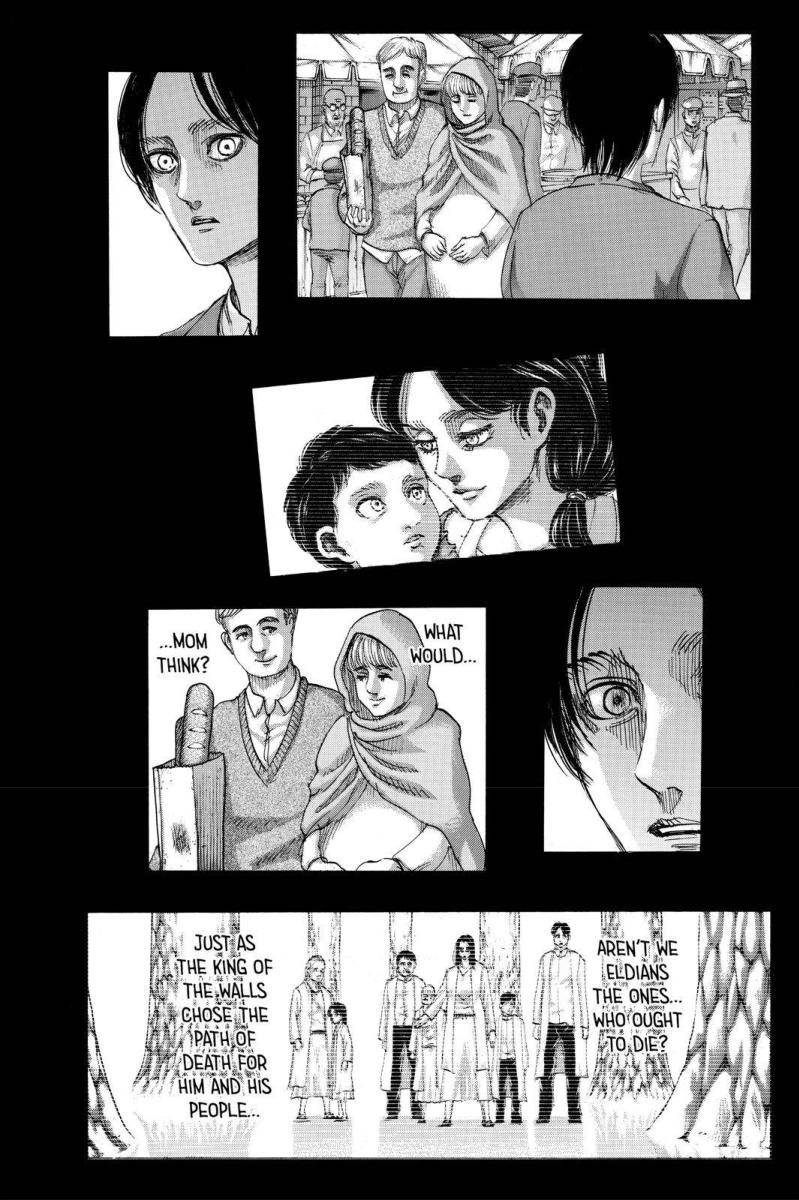 WHAT
WOULD...
...MOM
THINK?
AREN'T WE
ELDIANS
THE ONES...
WHO OUGHT
TO DIE?
JUST AS
THE KING OF
THE WALLS
CHOSE THE
PATH OF
DEATH FOR
HIM AND HIS
PEOPLE...